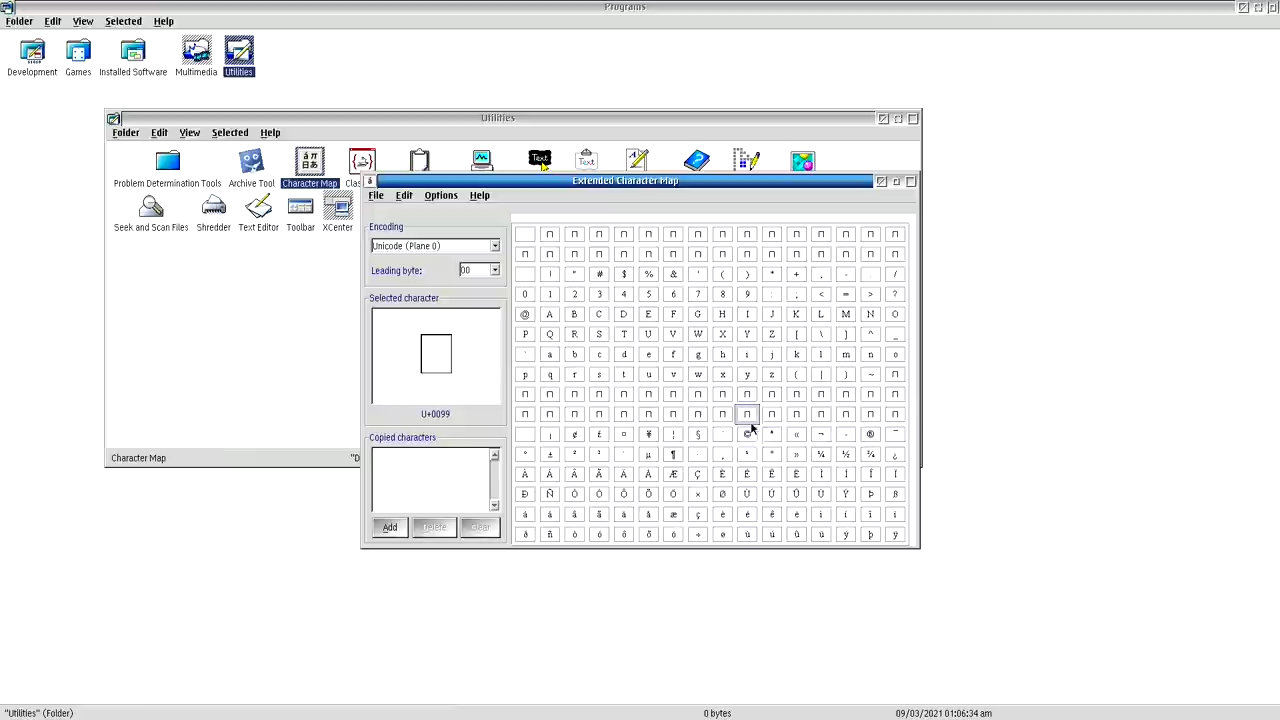 Programs
Folder Edit View Selected Help
Development Games Installed Software Multimedia Utilities
Utilities
Folder Edit View Selected Help
Text Text
Problem Determination Tools Archive Tool Character Map
Extended Character Map
File Edit Options Help
Seek and Scan Files Shredder Text Editor Toolbar XCenter
Encoding
Unicode (Plane 0)
Leading byte: 00
Selected character
U+0099
Copied characters
Add Delete Clear
! " # $ % & ' ( ) * + , - . /
0 1 2 3 4 5 6 7 8 9 : ; < = > ?
@ A B C D E F G H I J K L M N O
P Q R S T U V W X Y Z [ \ ] ^ _
` a b c d e f g h i j k l m n o
p q r s t u v w x y z { | } ~
¡ ¢ £ ¤ ¥ ¦ § ¨ © ª « ¬ - ® ¯
° ± ² ³ ´ µ ¶ · ¸ ¹ º » ¼ ½ ¾ ¿
À Á Â Ã Ä Å Æ Ç È É Ê Ë Ì Í Î Ï
Ð Ñ Ò Ó Ô Õ Ö × Ø Ù Ú Û Ü Ý Þ ß
à á â ã ä å æ ç è é ê ë ì í î ï
ð ñ ò ó ô õ ö ÷ ø ù ú û ü ý þ ÿ
Character Map
"Utilities" (Folder) 0 bytes 09/03/2021 01:06:34 am